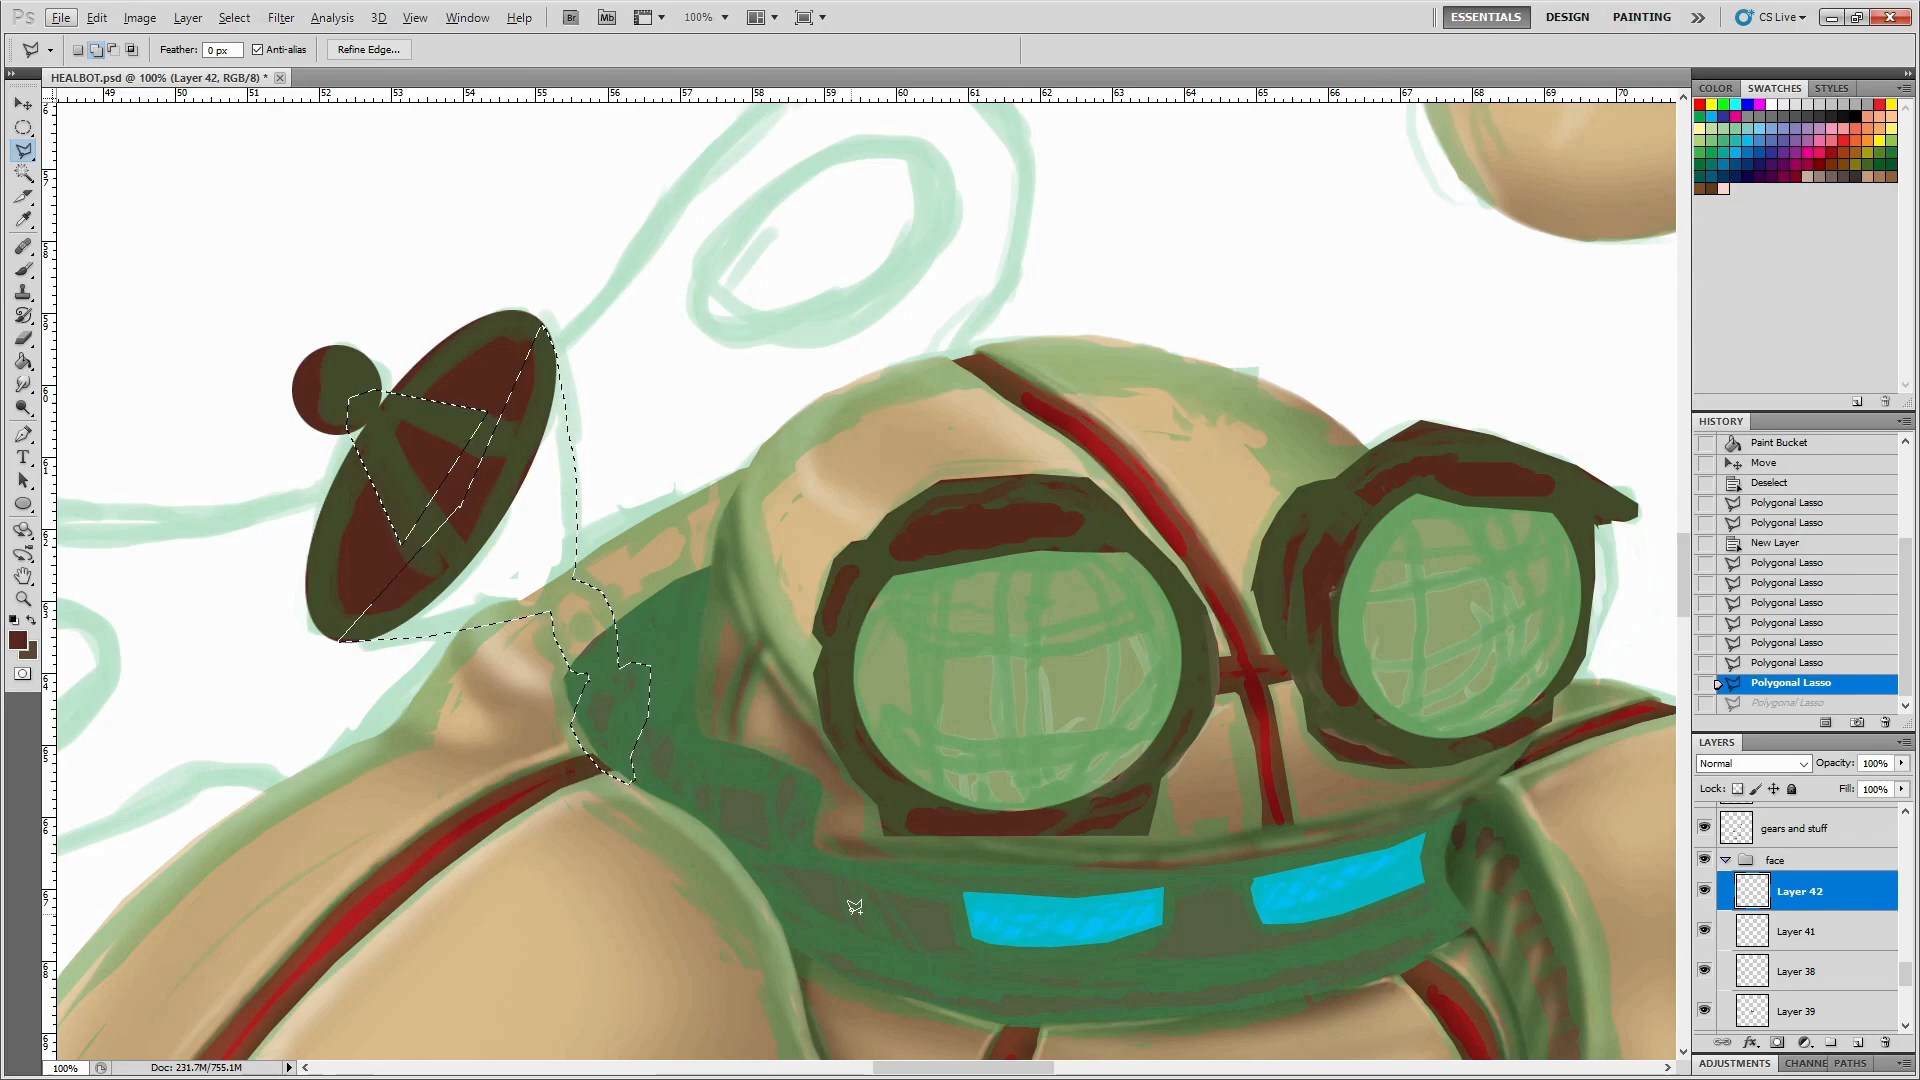 Ps File Edit Image Layer Select Filter Analysis 3D View Window Help Br Mb 100% ESSENTIALS DESIGN PAINTING CS Live
Feather: 0 px Anti-alias Refine Edge...
HEALBOT.psd @ 100% (Layer 42, RGB/8) *
49 50 51 52 53 54 55 56 57 58 59 60 61 62 63 64 65 66 67 68 69 70
COLOR SWATCHES STYLES
HISTORY
Paint Bucket
Move
Deselect
Polygonal Lasso
Polygonal Lasso
New Layer
Polygonal Lasso
Polygonal Lasso
Polygonal Lasso
Polygonal Lasso
Polygonal Lasso
Polygonal Lasso
Polygonal Lasso
Polygonal Lasso
LAYERS
Normal Opacity: 100%
Lock: Fill: 100%
gears and stuff
face
Layer 42
Layer 41
Layer 38
Layer 39
100% Doc: 231.7M/755.1M
ADJUSTMENTS CHANNE PATHS